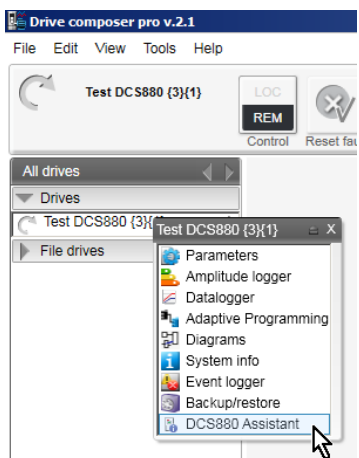 Drive composer pro v.2.1
File Edit View Tools Help
Test DCS880 {3}{1}
LOC
REM
Control
Reset fau
All drives
Drives
Test DCS880 {3}{
File drives
Test DCS880 {3}{1} X
Parameters
Amplitude logger
Datalogger
Adaptive Programming
Diagrams
System info
Event logger
Backup/restore
DCS880 Assistant